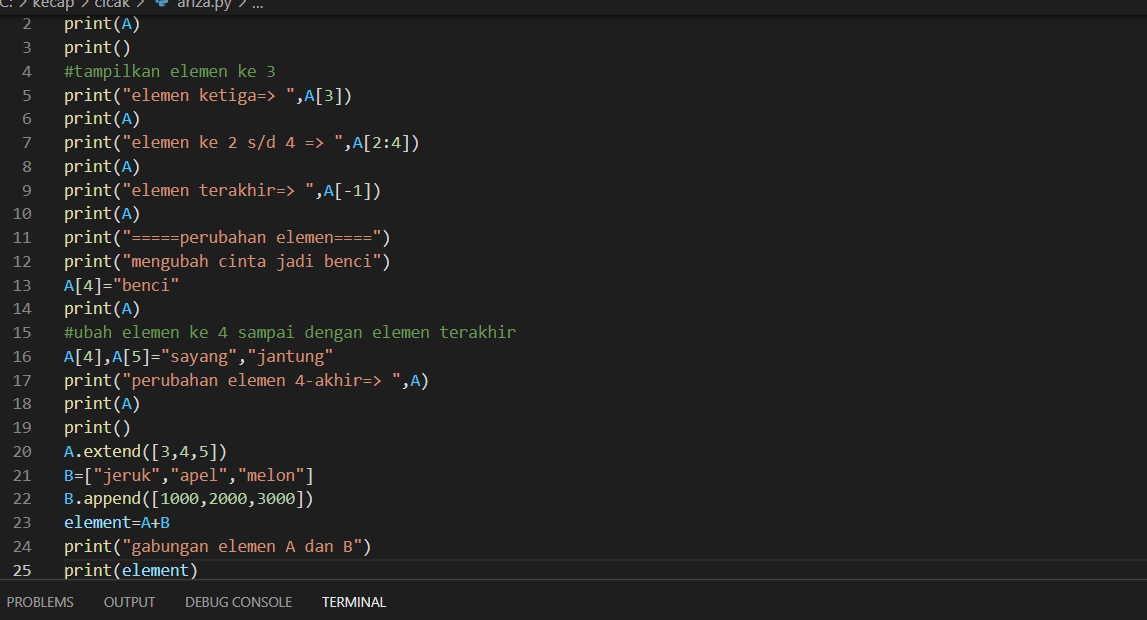 C: > kecap > cicak > ariza.py > ...
2 print(A)
3 print()
4 #tampilkan elemen ke 3
5 print("elemen ketiga=> ",A[3])
6 print(A)
7 print("elemen ke 2 s/d 4 => ",A[2:4])
8 print(A)
9 print("elemen terakhir=> ",A[-1])
10 print(A)
11 print("=====perubahan elemen====")
12 print("mengubah cinta jadi benci")
13 A[4]="benci"
14 print(A)
15 #ubah elemen ke 4 sampai dengan elemen terakhir
16 A[4],A[5]="sayang","jantung"
17 print("perubahan elemen 4-akhir=> ",A)
18 print(A)
19 print()
20 A.extend([3,4,5])
21 B=["jeruk","apel","melon"]
22 B.append([1000,2000,3000])
23 element=A+B
24 print("gabungan elemen A dan B")
25 print(element)
PROBLEMS OUTPUT DEBUG CONSOLE TERMINAL